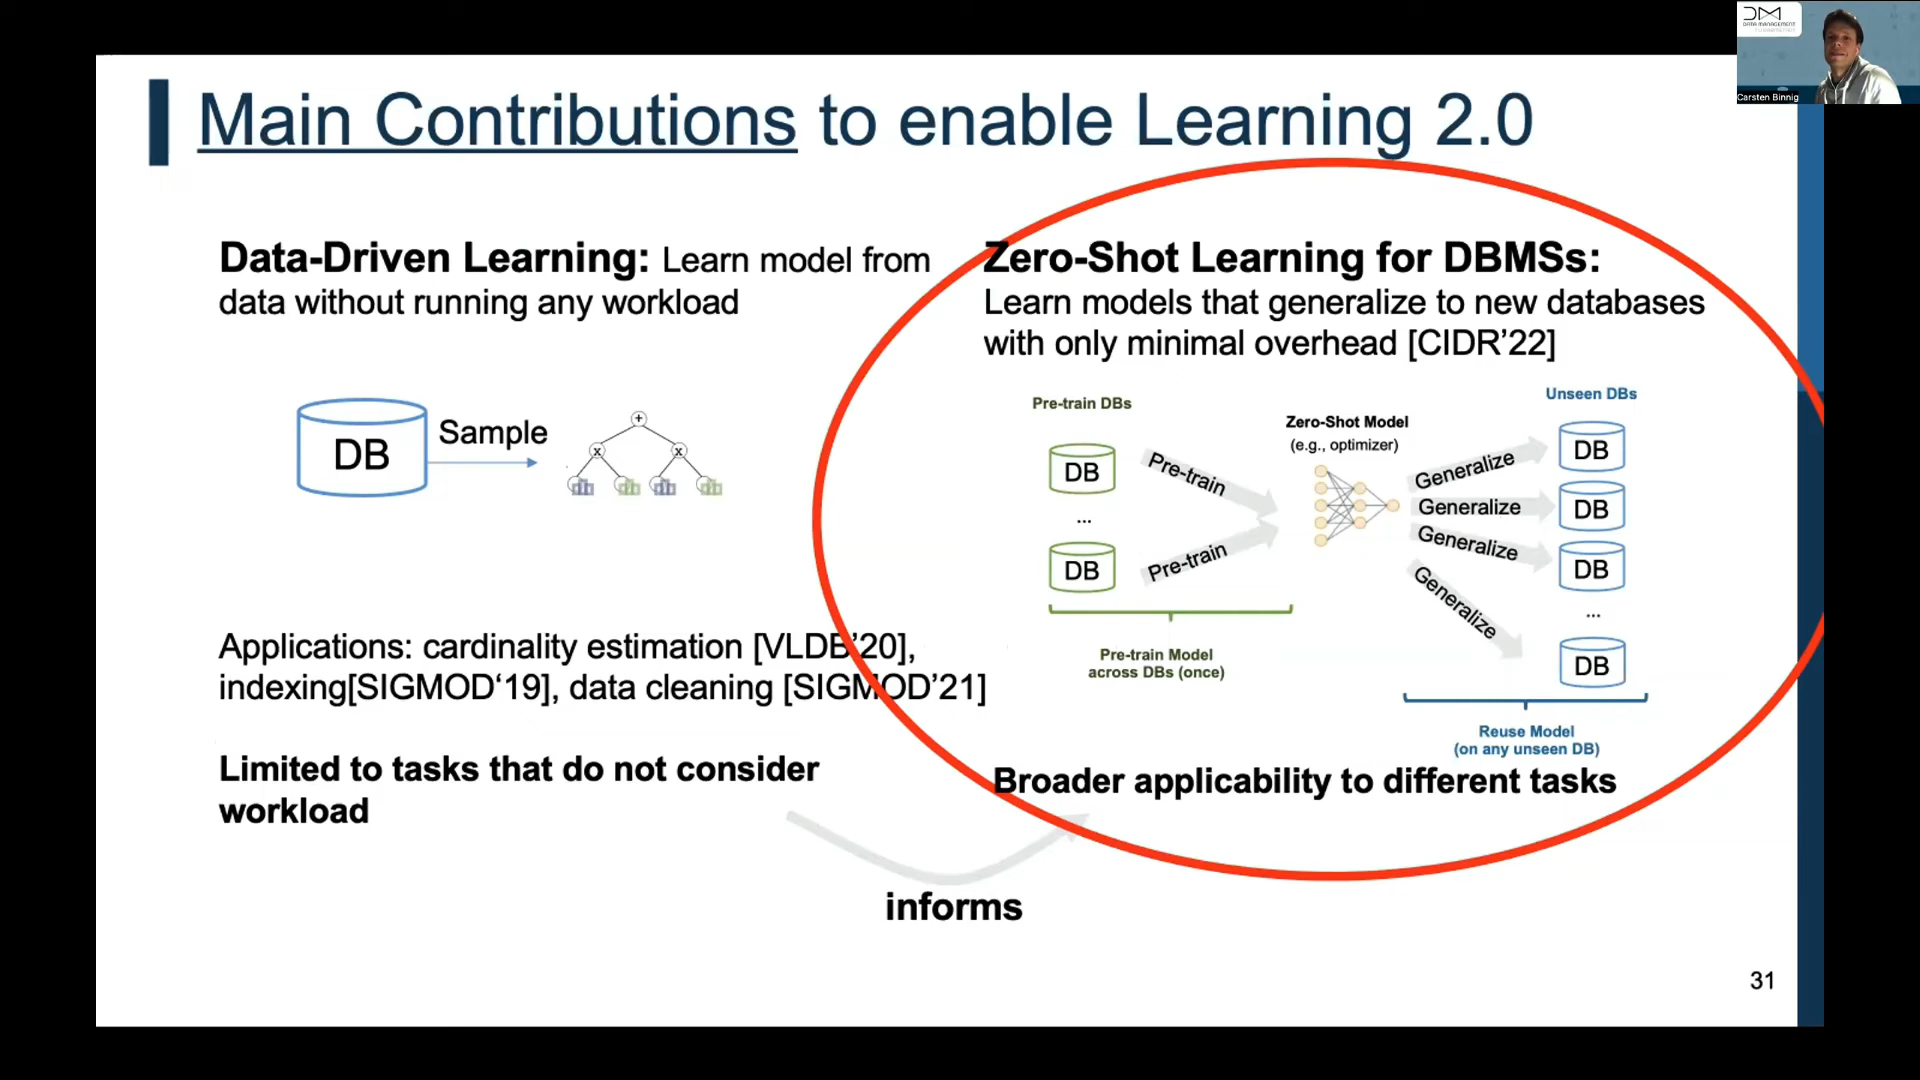 Main Contributions to enable Learning 2.0
Data-Driven Learning: Learn model from
data without running any workload
DB
Sample
+
x
x
Applications: cardinality estimation [VLDB’20],
indexing[SIGMOD‘19], data cleaning [SIGMOD’21]
Limited to tasks that do not consider
workload
informs
Zero-Shot Learning for DBMSs:
Learn models that generalize to new databases
with only minimal overhead [CIDR’22]
Pre-train DBs
DB
...
DB
Pre-train
Pre-train
Pre-train Model
across DBs (once)
Zero-Shot Model
(e.g., optimizer)
Generalize
Generalize
Generalize
Generalize
Unseen DBs
DB
DB
DB
...
DB
Reuse Model
(on any unseen DB)
Broader applicability to different tasks
31
DM
DATA MANAGEMENT
Carsten Binnig